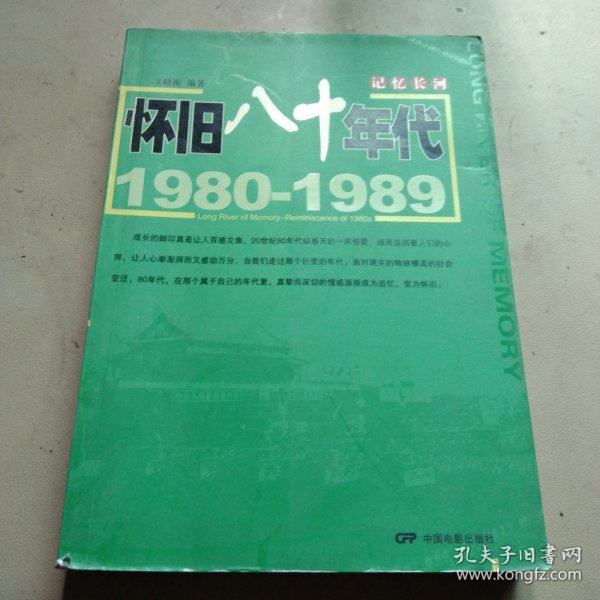 王晓南 编著
记忆长河
怀旧八十年代
1980-1989
Long River of Memory-Reminiscence of 1980s
成长的脚印真是让人百感交集，20世纪80年代似春天的一声惊雷，细雨滋润着人们的心
房，让人心潮澎湃而又感动万分。当我们走过那个巨变的年代，面对现实的物欲横流的社会
变迁，80年代，在那个属于自己的年代里，真挚而深切的情感渐渐成为追忆、变为怀旧。
LONG RIVER OF MEMORY
CFP 中国电影出版社
孔夫子旧书网
www.kongfz.com